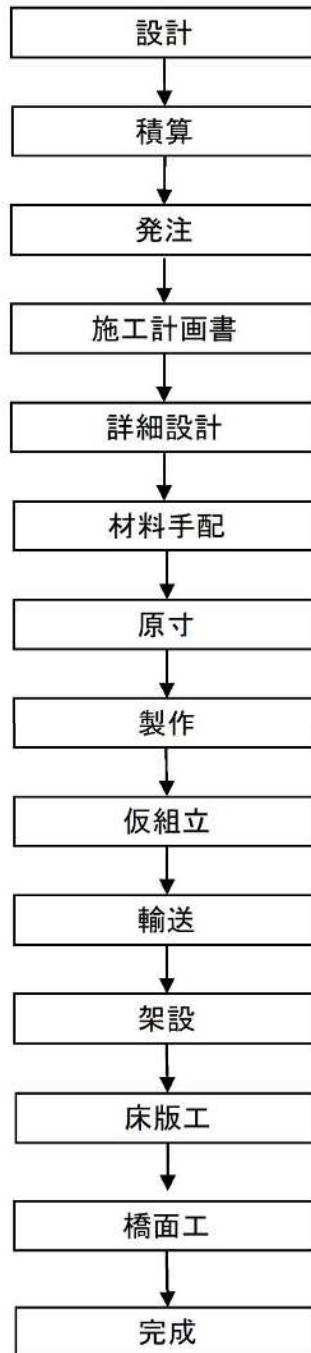 設計
積算
発注
施工計画書
詳細設計
材料手配
原寸
製作
仮組立
輸送
架設
床版工
橋面工
完成